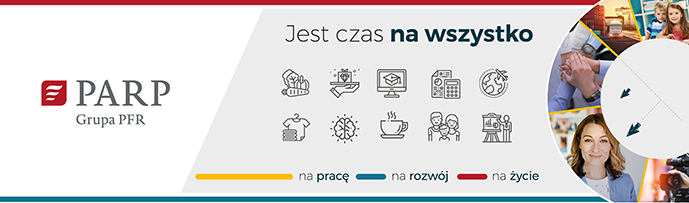 PARP
Grupa PFR
Jest czas na wszystko
na pracę na rozwój na życie